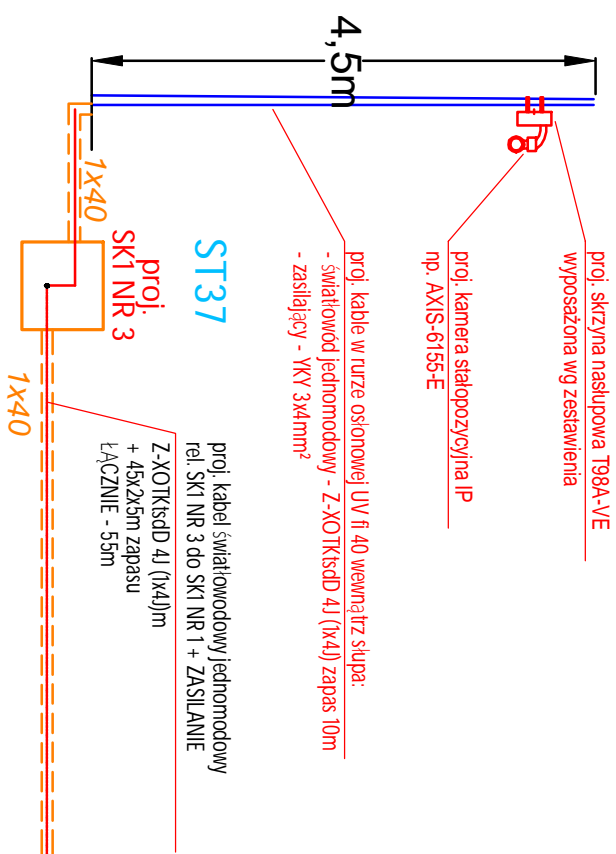 proj. skrzyna nasłupowa T98A-VE
wyposażona wg zestawienia
proj. kamera stałopozycyjna IP
np. AXIS-6155-E
proj. kable w rurze osłonowej UV fi 40 wewnątrz słupa:
- światłowód jednomodowy - Z-XOTKtsdD 4J (1x4J) zapas 10m
- zasilający - YKY 3x4mm²
4,5m
ST37
1x40
proj.
SK1 NR 3
1x40
proj. kabel światłowodowy jednomodowy
rel. SK1 NR 3 do SK1 NR 1 + ZASILANIE
Z-XOTKtsdD 4J (1x4J)m
+ 45x2x5m zapasu
ŁĄCZNIE - 55m